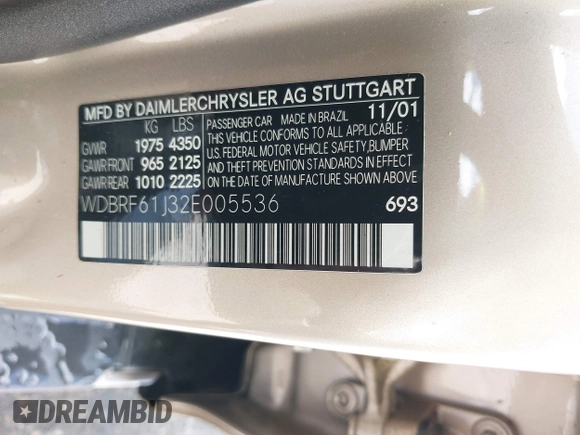 MFD BY DAIMLERCHRYSLER AG STUTTGART
KG LBS
GVWR 1975 4350
GAWR FRONT 965 2125
GAWR REAR 1010 2225
PASSENGER CAR MADE IN BRAZIL 11/01
THIS VEHICLE CONFORMS TO ALL APPLICABLE
U.S. FEDERAL MOTOR VEHICLE SAFETY,BUMPER
AND THEFT PREVENTION STANDARDS IN EFFECT
ON THE DATE OF MANUFACTURE SHOWN ABOVE.
WDBRF61J32E005536 693
DREAMBID